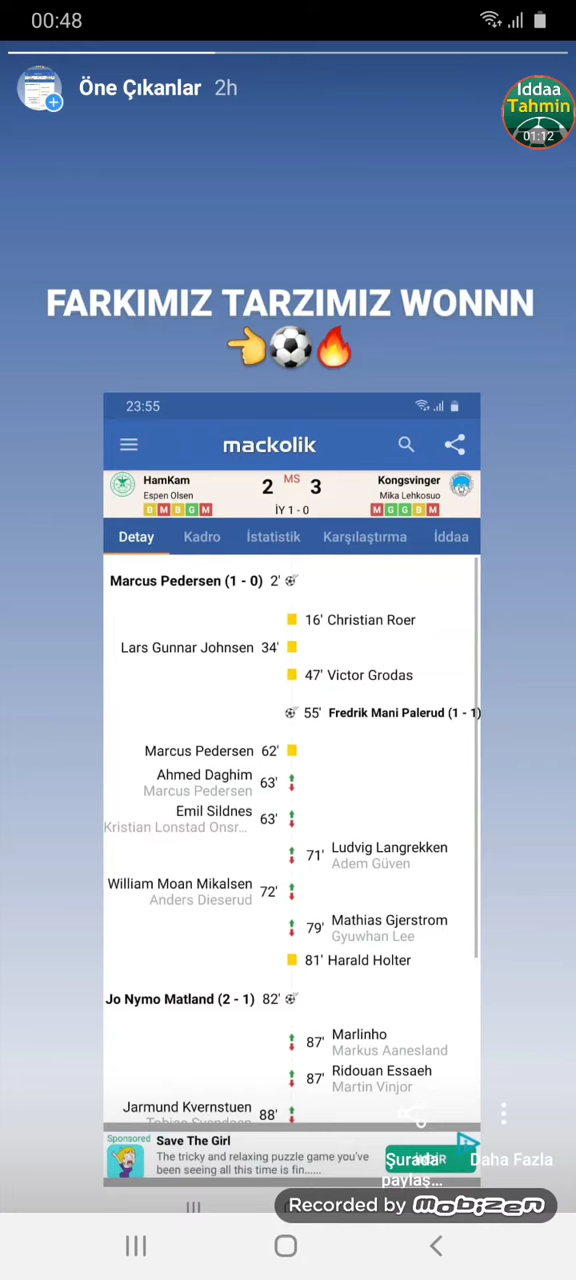 00:48
Öne Çıkanlar 2h
Iddaa
Tahmin
01:12
FARKIMIZ TARZIMIZ WONNN
👈⚽🔥
23:55
mackolik
HamKam 2 MS 3 Kongsvinger
Espen Olsen Mika Lehkosuo
B M B G M İY 1 - 0 M G G B M
Detay Kadro İstatistik Karşılaştırma İddaa
Marcus Pedersen (1 - 0) 2'
16' Christian Roer
Lars Gunnar Johnsen 34'
47' Victor Grodas
55' Fredrik Mani Palerud (1 - 1)
Marcus Pedersen 62'
Ahmed Daghim 63'
Marcus Pedersen
Emil Sildnes 63'
Kristian Lonstad Onsr...
71' Ludvig Langrekken
Adem Güven
William Moan Mikalsen 72'
Anders Dieserud
79' Mathias Gjerstrom
Gyuwhan Lee
81' Harald Holter
Jo Nymo Matland (2 - 1) 82'
87' Marlinho
Markus Aanesland
87' Ridouan Essaeh
Martin Vinjor
Jarmund Kvernstuen 88'
Sponsored Save The Girl
The tricky and relaxing puzzle game you've
been seeing all this time is fin......
Şurada Daha Fazla
paylaş...
Recorded by mobizen